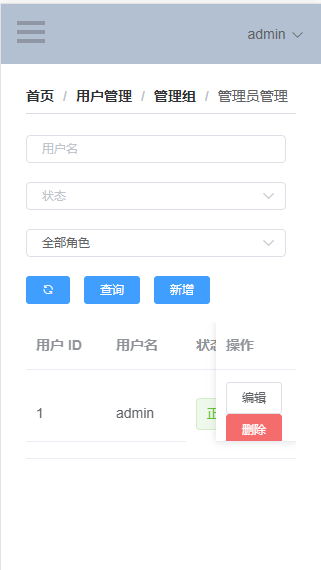 admin
首页 / 用户管理 / 管理组 / 管理员管理
用户名
状态
全部角色
查询 新增
用户 ID 用户名 状态 操作
1 admin 正 编辑
删除